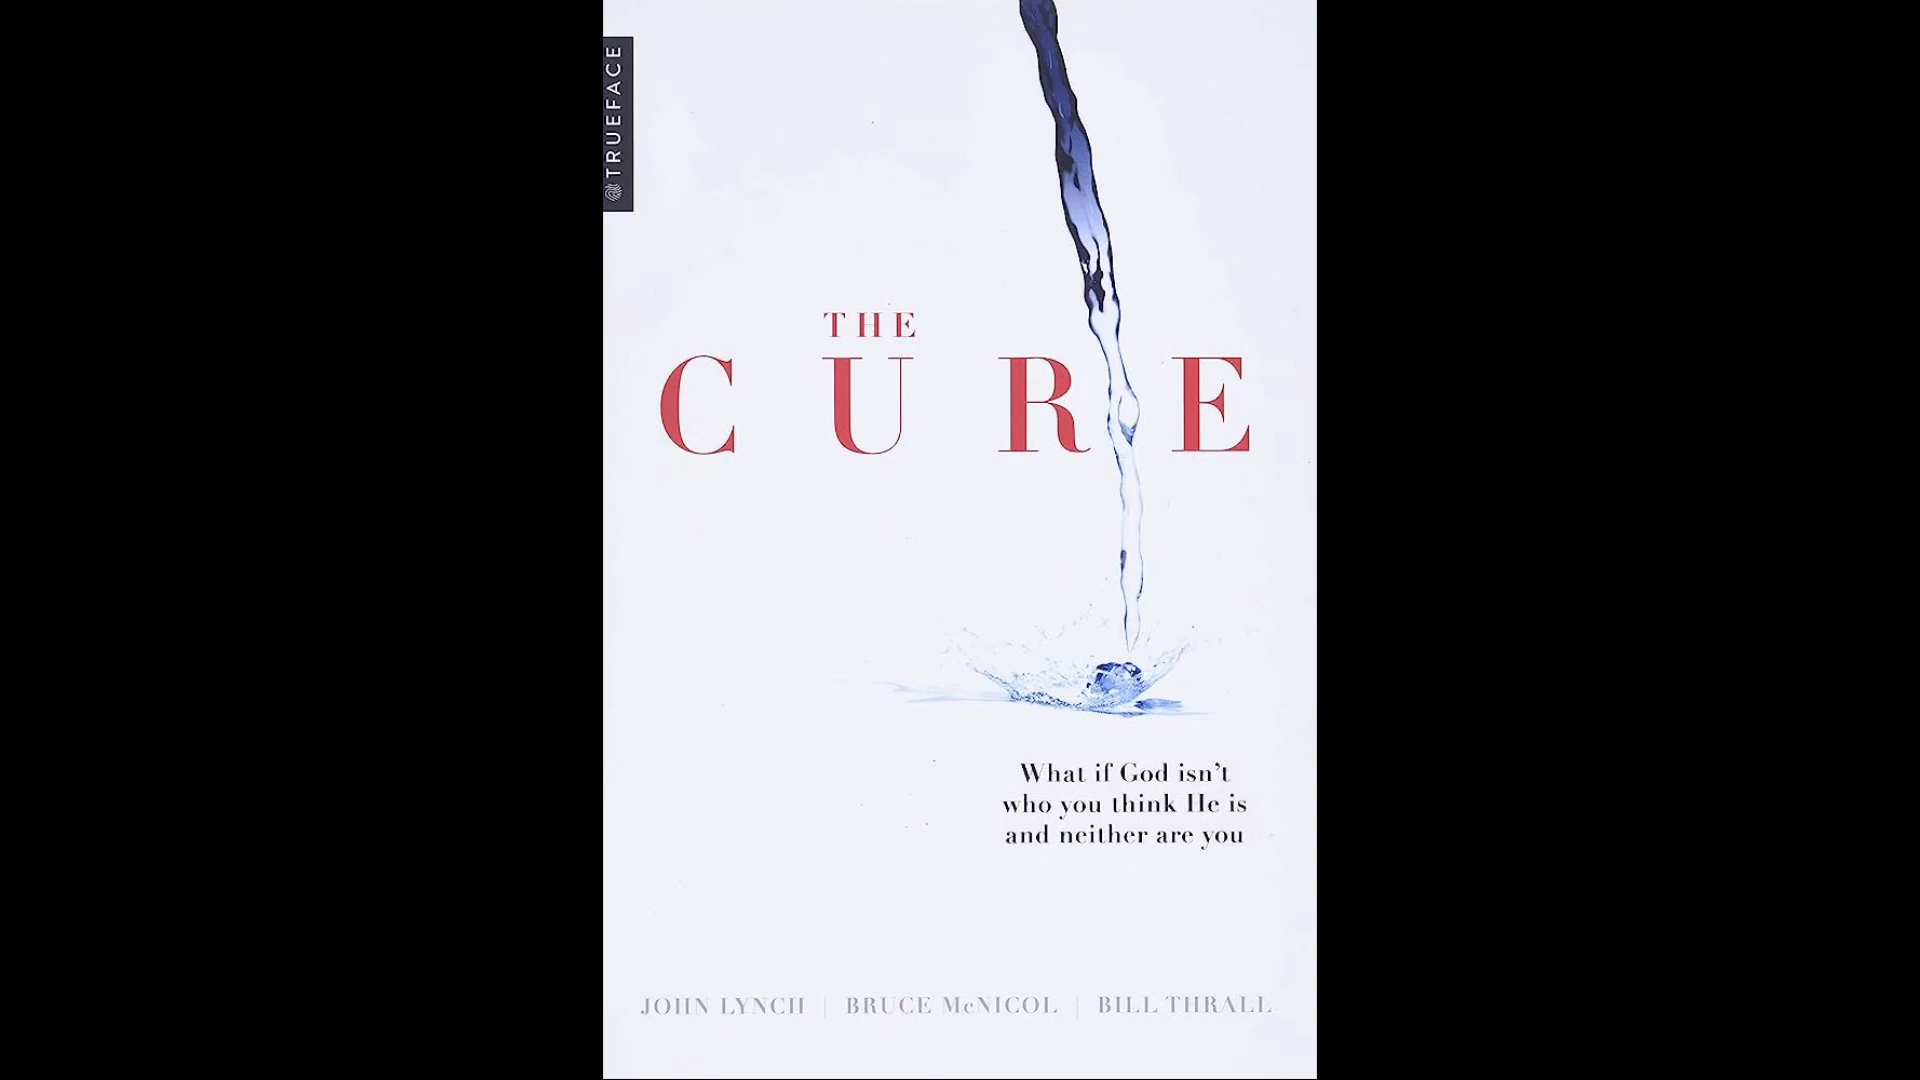 TRUEFACE
THE
CURE
What if God isn't
who you think He is
and neither are you
JOHN LYNCH | BRUCE McNICOL | BILL THRALL